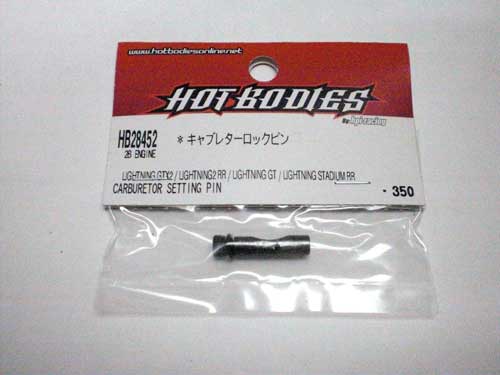 www.hotbodiesonline.net
HOT BODIES
By hpi-racing
HB28452
28 ENGINE
*キャブレターロックピン
LIGHTNING GTX2 / LIGHTNING2 RR / LIGHTNING GT / LIGHTNING STADIUM RR
CARBURETOR SETTING PIN
- 350